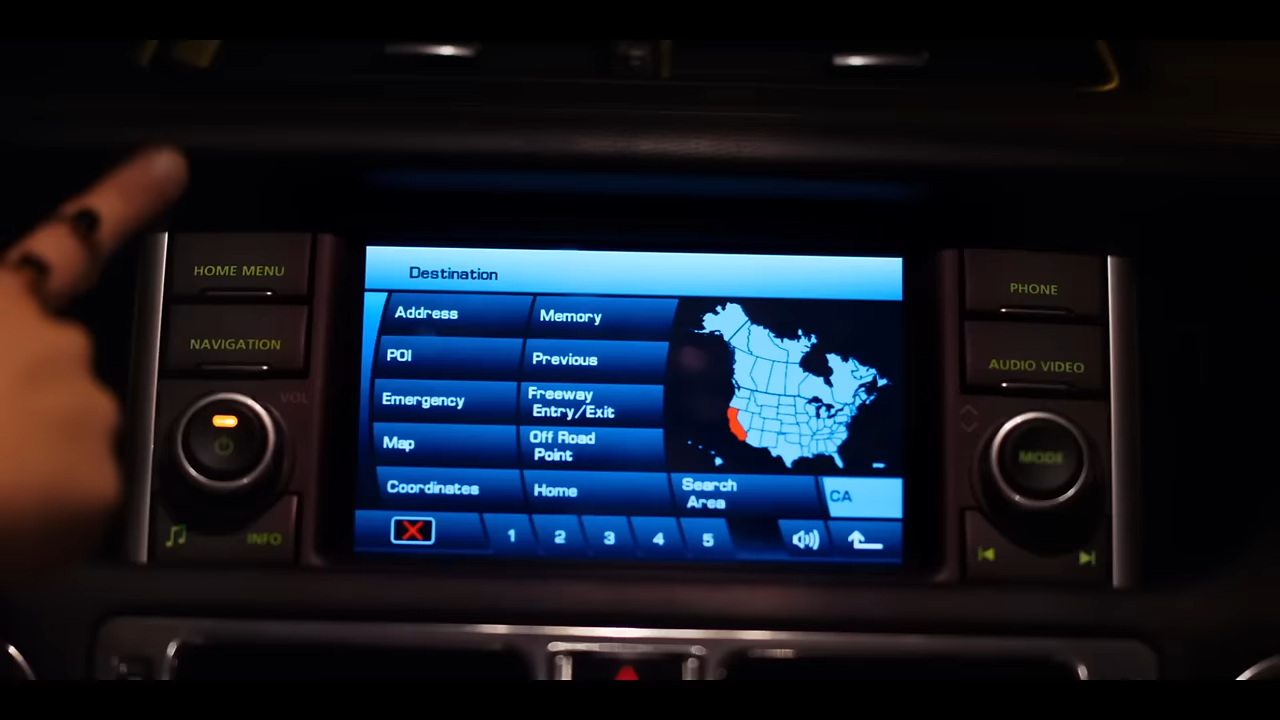 HOME MENU
NAVIGATION
VOL
INFO
Destination
Address
Memory
POI
Previous
Emergency
Freeway
Entry/Exit
Map
Off Road
Point
Coordinates
Home
Search
Area
CA
1
2
3
4
5
PHONE
AUDIO VIDEO
MODE